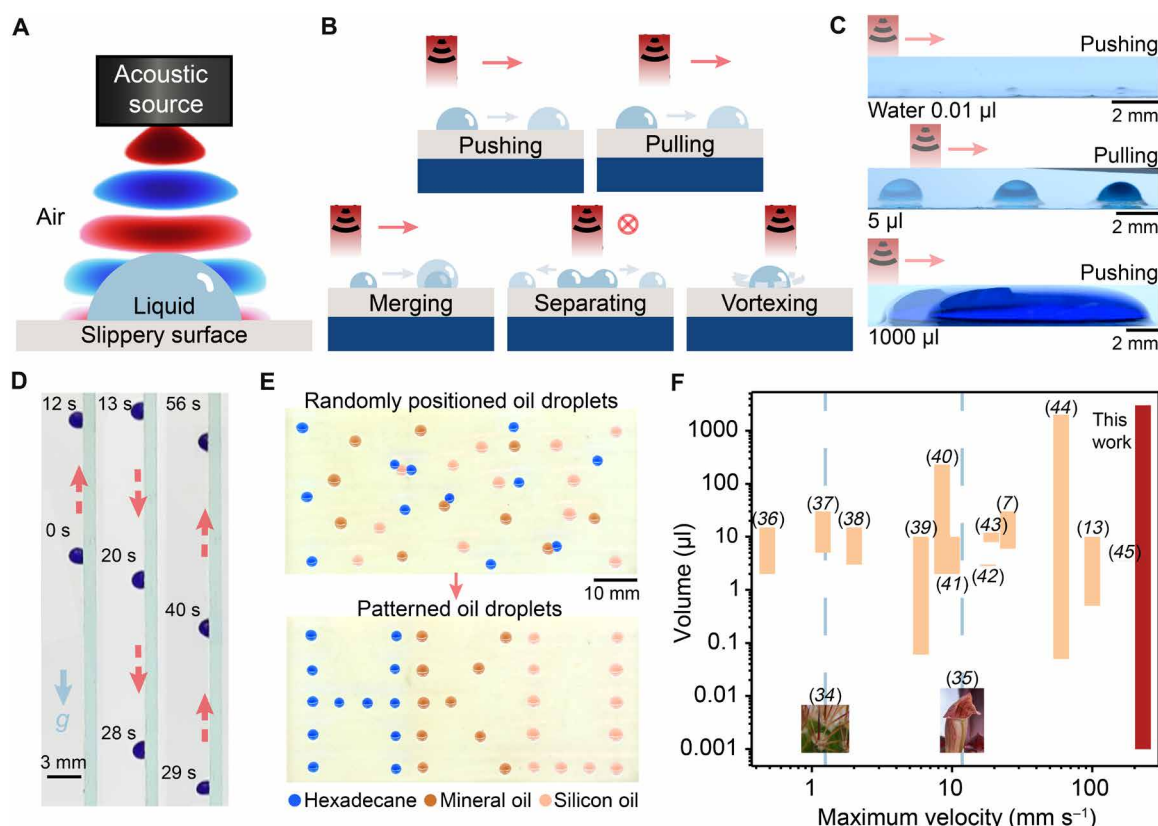 A
Acoustic
source
Air
Liquid
Slippery surface
B
Pushing
Pulling
Merging
Separating
Vortexing
C
Pushing
Water 0.01 µl
2 mm
Pulling
5 µl
2 mm
Pushing
1000 µl
2 mm
D
12 s
13 s
56 s
0 s
20 s
40 s
g
28 s
29 s
3 mm
E
Randomly positioned oil droplets
10 mm
Patterned oil droplets
Hexadecane
Mineral oil
Silicon oil
F
Volume (µl)
1000
100
10
1
0.1
0.01
0.001
(36)
(37)
(38)
(39)
(40)
(41)
(42)
(43)
(7)
(44)
(13)
(45)
This
work
(34)
(35)
1
10
100
Maximum velocity (mm s⁻¹)